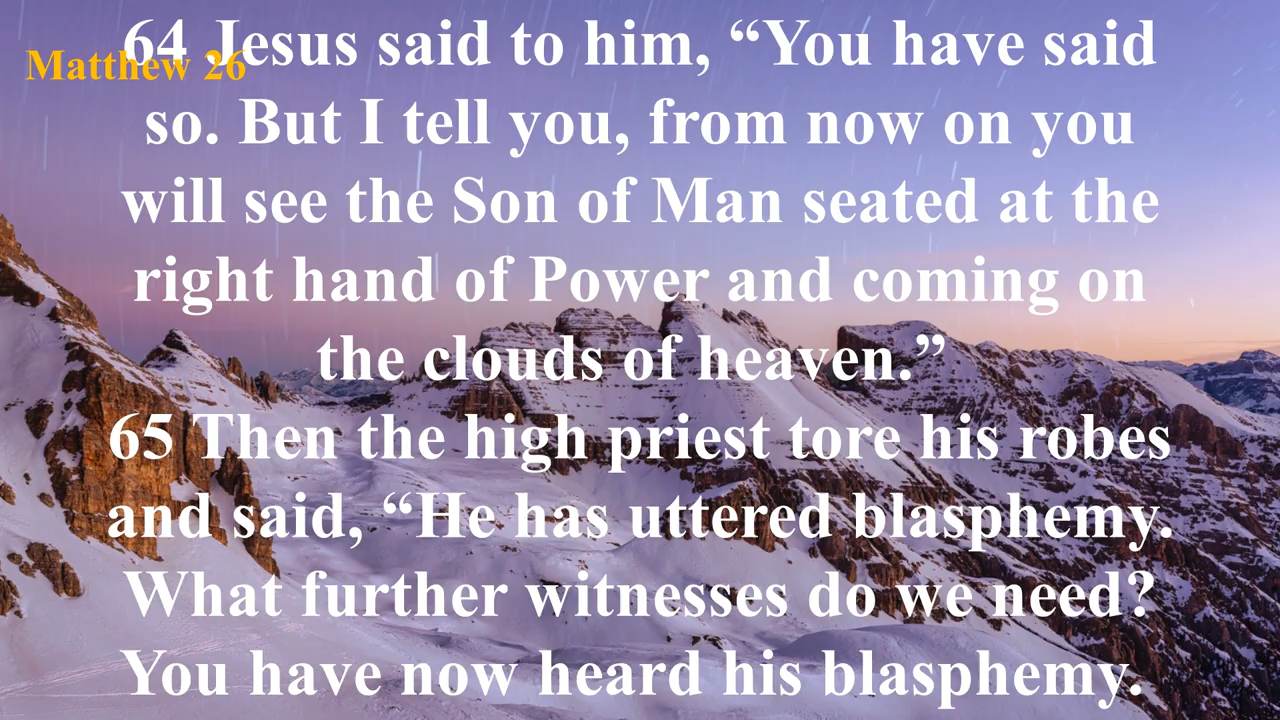 Matthew 26
64 Jesus said to him, “You have said
so. But I tell you, from now on you
will see the Son of Man seated at the
right hand of Power and coming on
the clouds of heaven.”
65 Then the high priest tore his robes
and said, “He has uttered blasphemy.
What further witnesses do we need?
You have now heard his blasphemy.